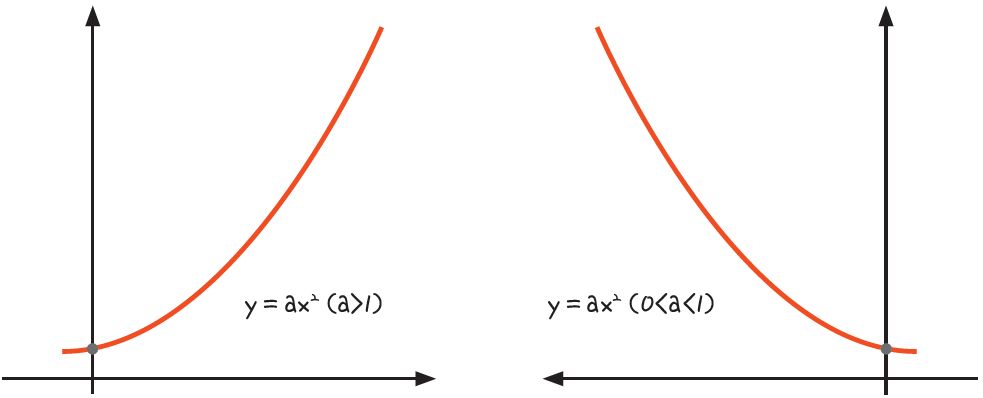 y = ax² (a>1)
y = ax² (0<a<1)